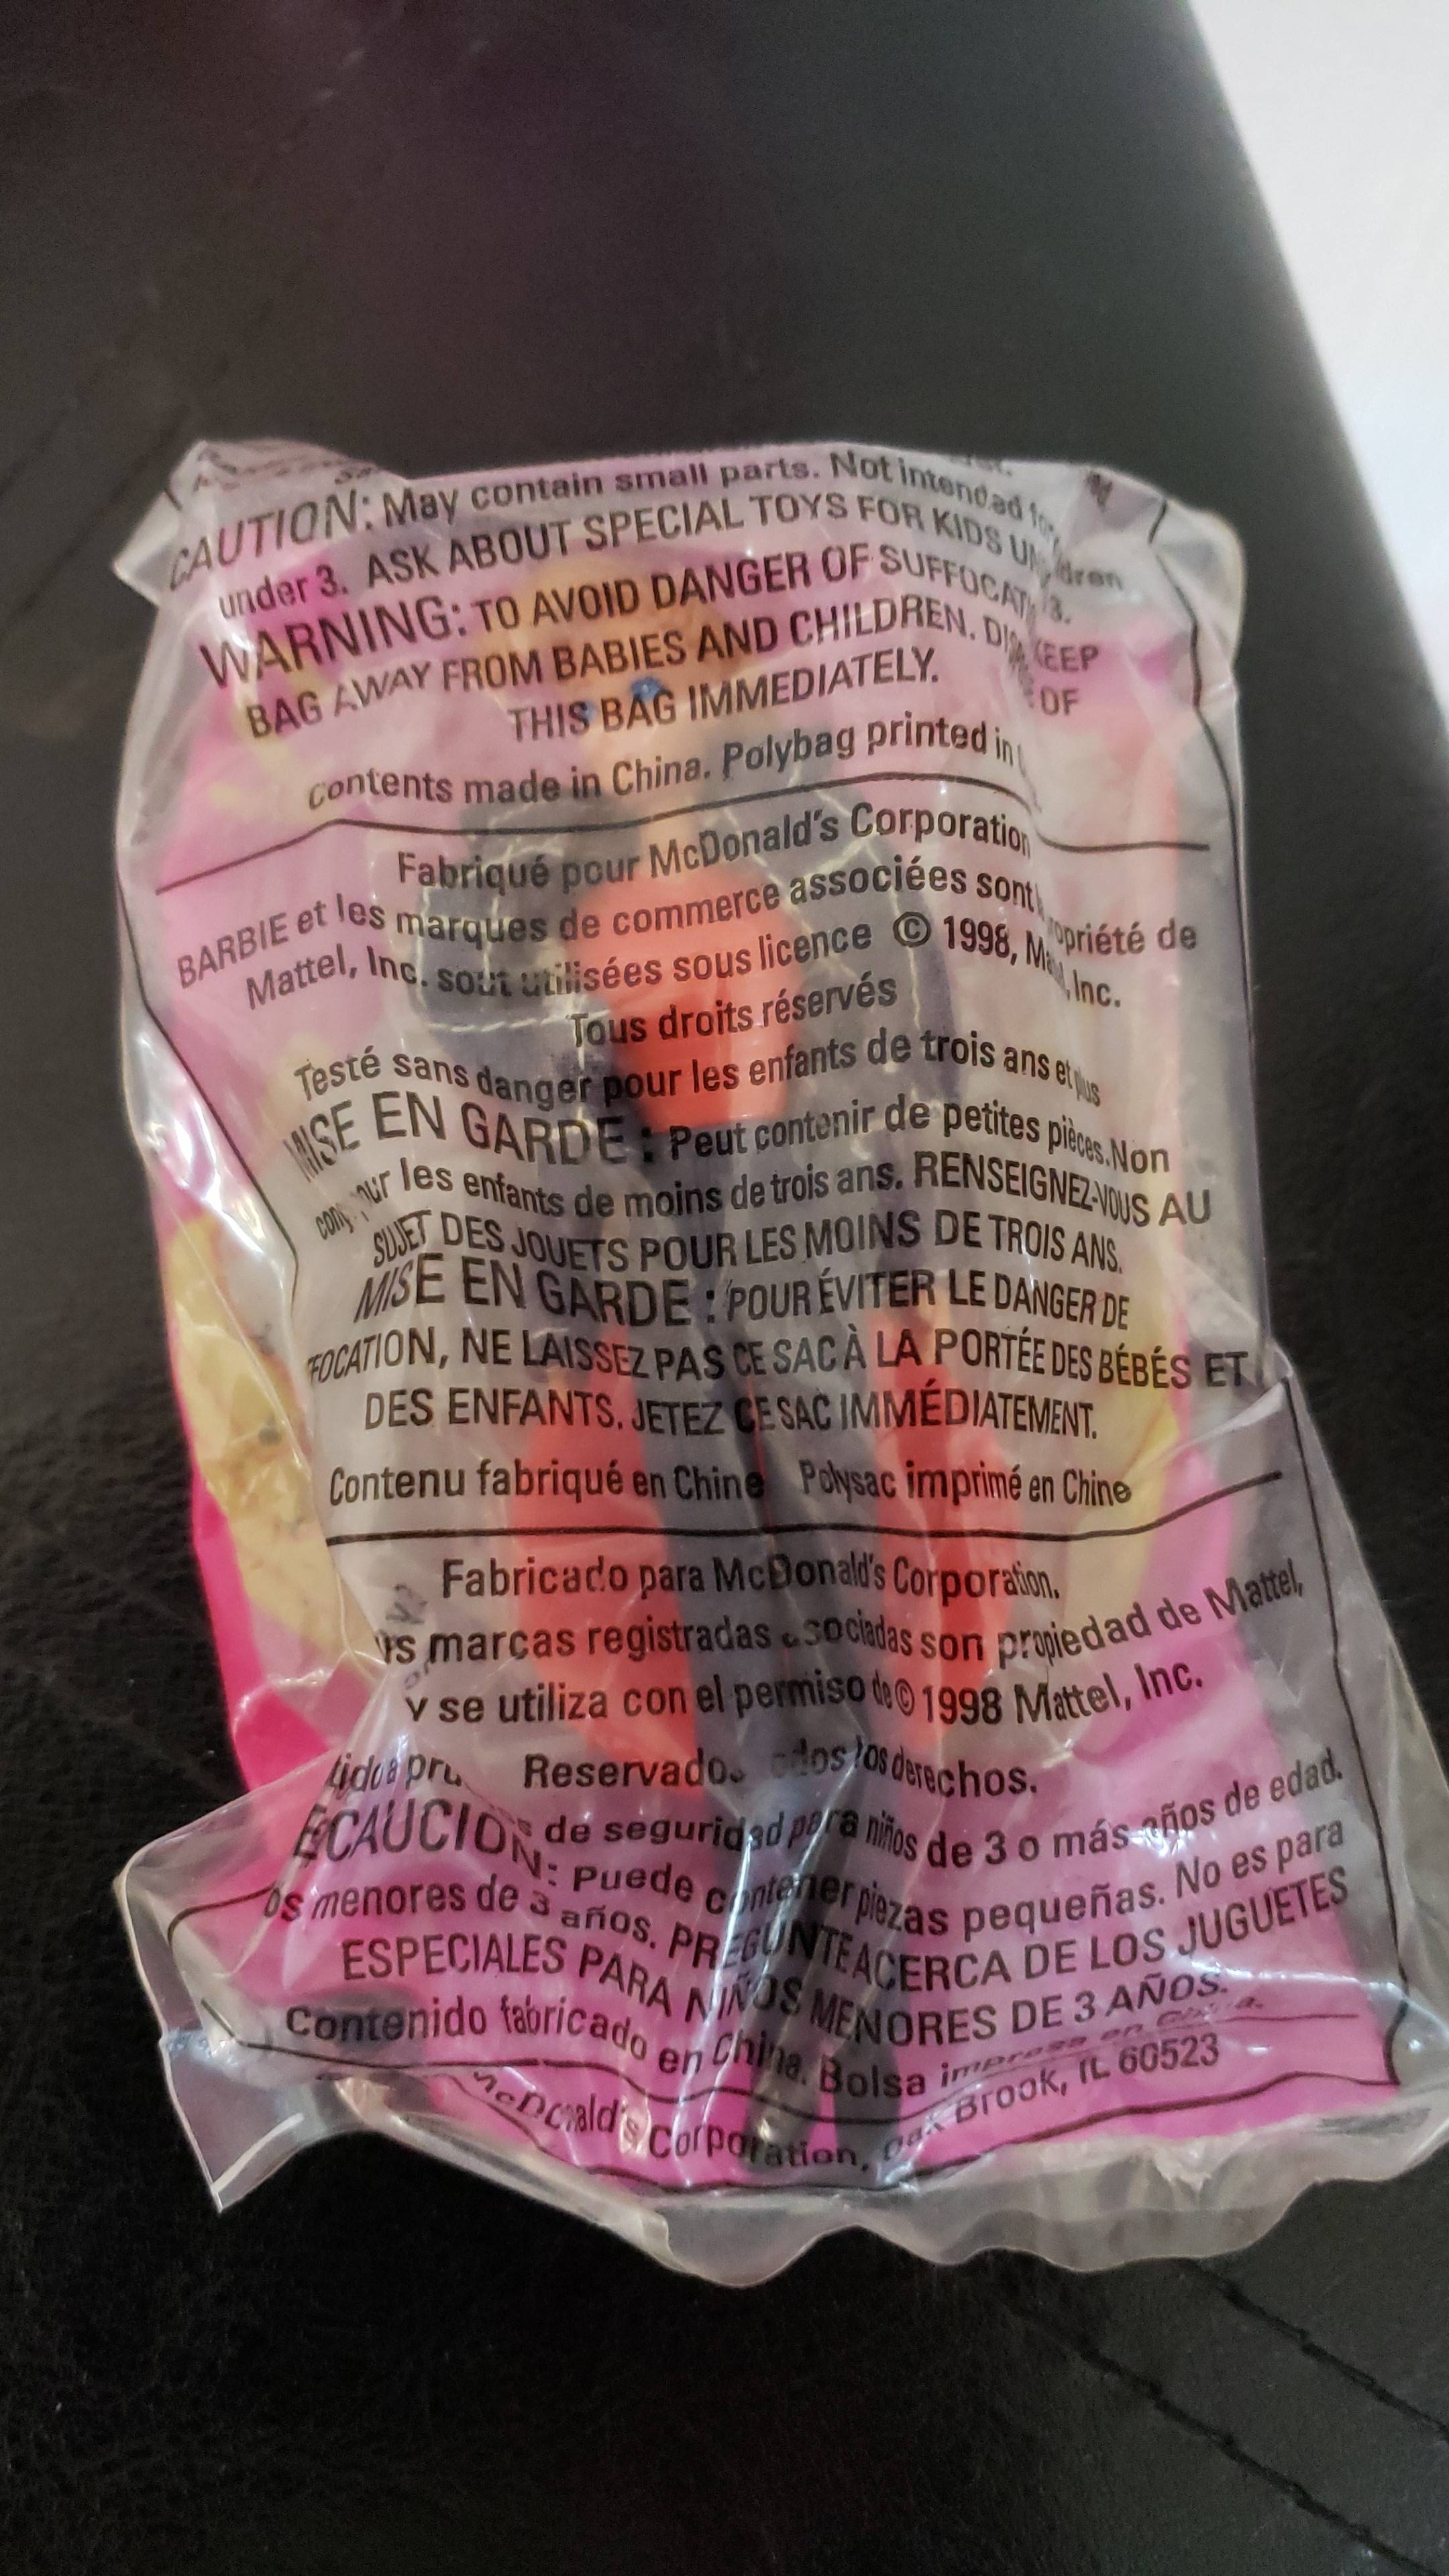 CAUTION: May contain small parts. Not intended for children
under 3. ASK ABOUT SPECIAL TOYS FOR KIDS 3.
WARNING: TO AVOID DANGER OF KEEP
BAG AWAY FROM BABIES AND CHILDREN. OF
THIS BAG IMMEDIATELY.
contents made in China. Polybag printed in
Fabriqué pour McDonald's Corporation
BARBIE et les marques de commerce associées sont de
Mattel, Inc. sout utilisées sous licence © 1998, Inc.
Tous droits réservés
Testé sans danger pour les enfants de trois ans et plus
MISE EN GARDE : Peut contenir de petites pièces. Non
les enfants de moins de trois ans. RENSEIGNEZ-VOUS AU
SUJET DES JOUETS POUR LES MOINS DE TROIS ANS.
MISE EN GARDE : POUR ÉVITER LE DANGER DE
NE LAISSEZ PAS CE SAC À LA PORTÉE DES BÉBÉS ET
DES ENFANTS. JETEZ CE SAC IMMÉDIATEMENT.
Contenu fabriqué en Chine Polysac imprimé en Chine
Fabricado para McDonald's Corporation.
marcas registradas asociadas son propiedad de Mattel,
y se utiliza con el permiso de © 1998 Mattel, Inc.
los derechos.
de seguridad para niños de 3 o más años de edad.
Puede contener piezas pequeñas. No es para
menores de 3 años. PREGUNTE ACERCA DE LOS JUGUETES
ESPECIALES PARA NIÑOS MENORES DE 3 AÑOS.
Contenido fabricado en China. Bolsa impresa en China.
McDonald's Corporation, Oak Brook, IL 60523